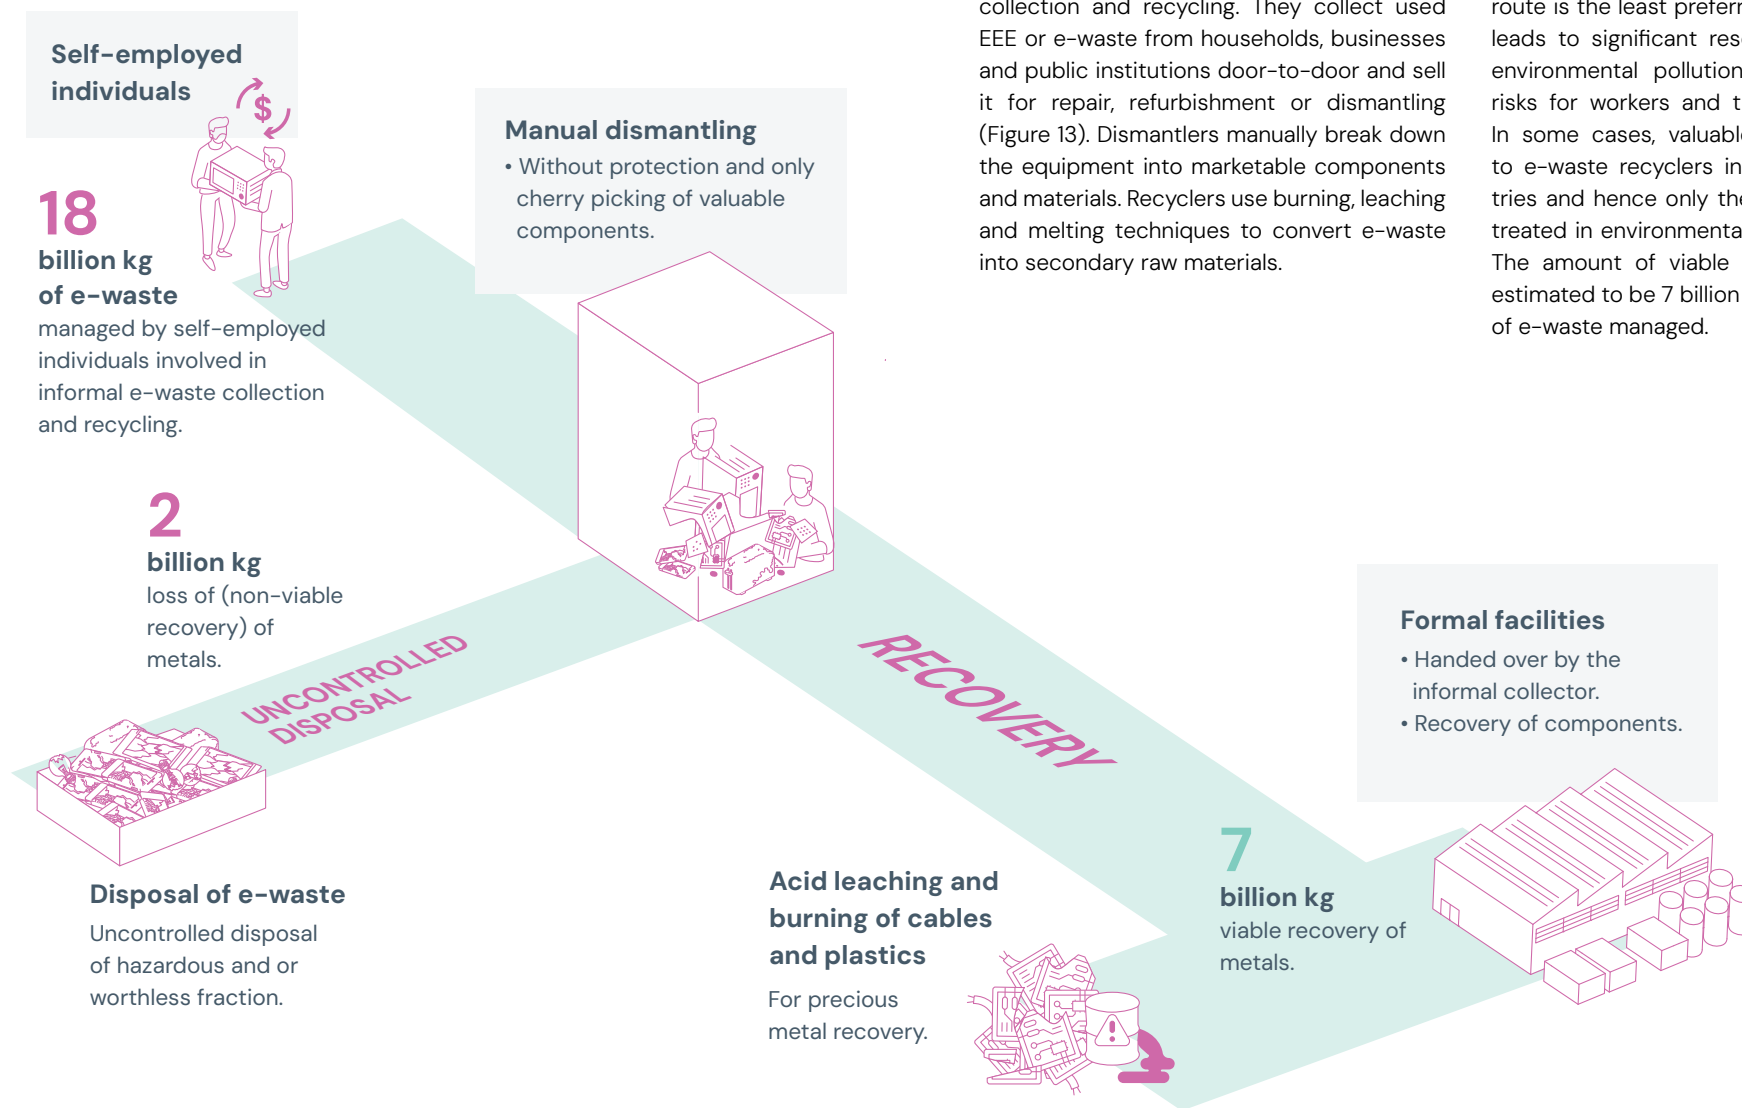 collection and recycling. They collect used
EEE or e-waste from households, businesses
and public institutions door-to-door and sell
it for repair, refurbishment or dismantling
(Figure 13). Dismantlers manually break down
the equipment into marketable components
and materials. Recyclers use burning, leaching
and melting techniques to convert e-waste
into secondary raw materials.
route is the least
leads to significant
environmental pollution
risks for workers and
In some cases,
to e-waste recyclers in
tries and hence only
treated in
The amount of viable
estimated to be 7 billion
of e-waste managed.
Self-employed
individuals
$
18
billion kg
of e-waste
managed by self-employed
individuals involved in
informal e-waste collection
and recycling.
Manual dismantling
• Without protection and only
cherry picking of valuable
components.
2
billion kg
loss of (non-viable
recovery) of
metals.
UNCONTROLLED
DISPOSAL
RECOVERY
Disposal of e-waste
Uncontrolled disposal
of hazardous and or
worthless fraction.
Acid leaching and
burning of cables
and plastics
For precious
metal recovery.
7
billion kg
viable recovery of
metals.
Formal facilities
• Handed over by the
informal collector.
• Recovery of components.